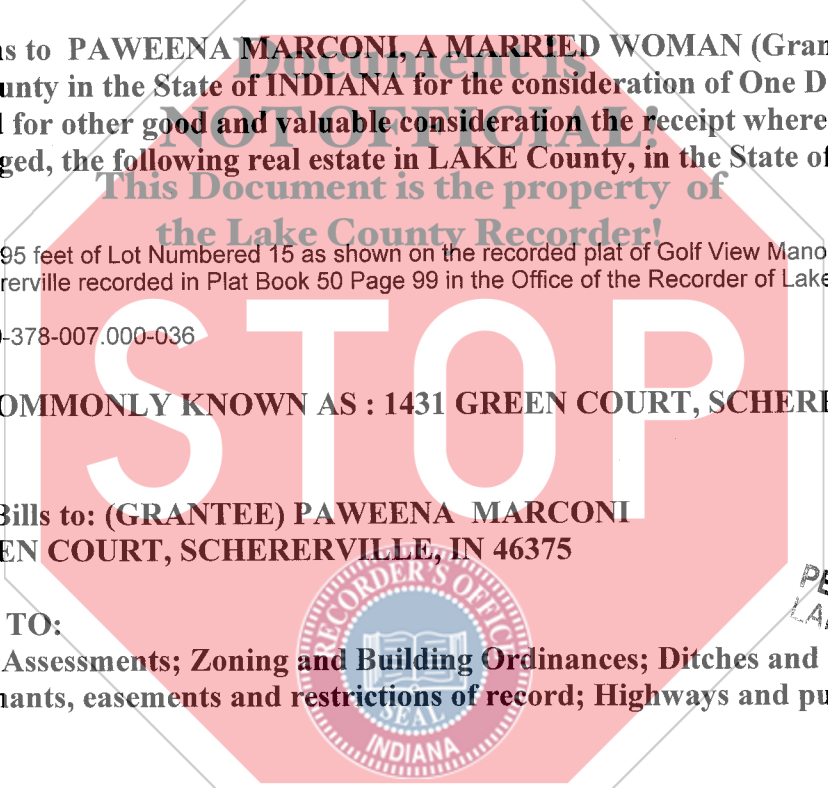 ns to PAWEENA MARCONI, A MARRIED WOMAN (Gran
Document is
unty in the State of INDIANA for the consideration of One D
NOT OFFICIAL!
for other good and valuable consideration the receipt where
ged, the following real estate in LAKE County, in the State of
This Document is the property of
the Lake County Recorder!
95 feet of Lot Numbered 15 as shown on the recorded plat of Golf View Mano
rerville recorded in Plat Book 50 Page 99 in the Office of the Recorder of Lake
-378-007.000-036
STOP
OMMONLY KNOWN AS : 1431 GREEN COURT, SCHERE
Bills to: (GRANTEE) PAWEENA MARCONI
EN COURT, SCHERERVILLE, IN 46375
RECORDER'S OFFICE
TO:
Assessments; Zoning and Building Ordinances; Ditches and
nants, easements and restrictions of record; Highways and pu
SEAL
INDIANA